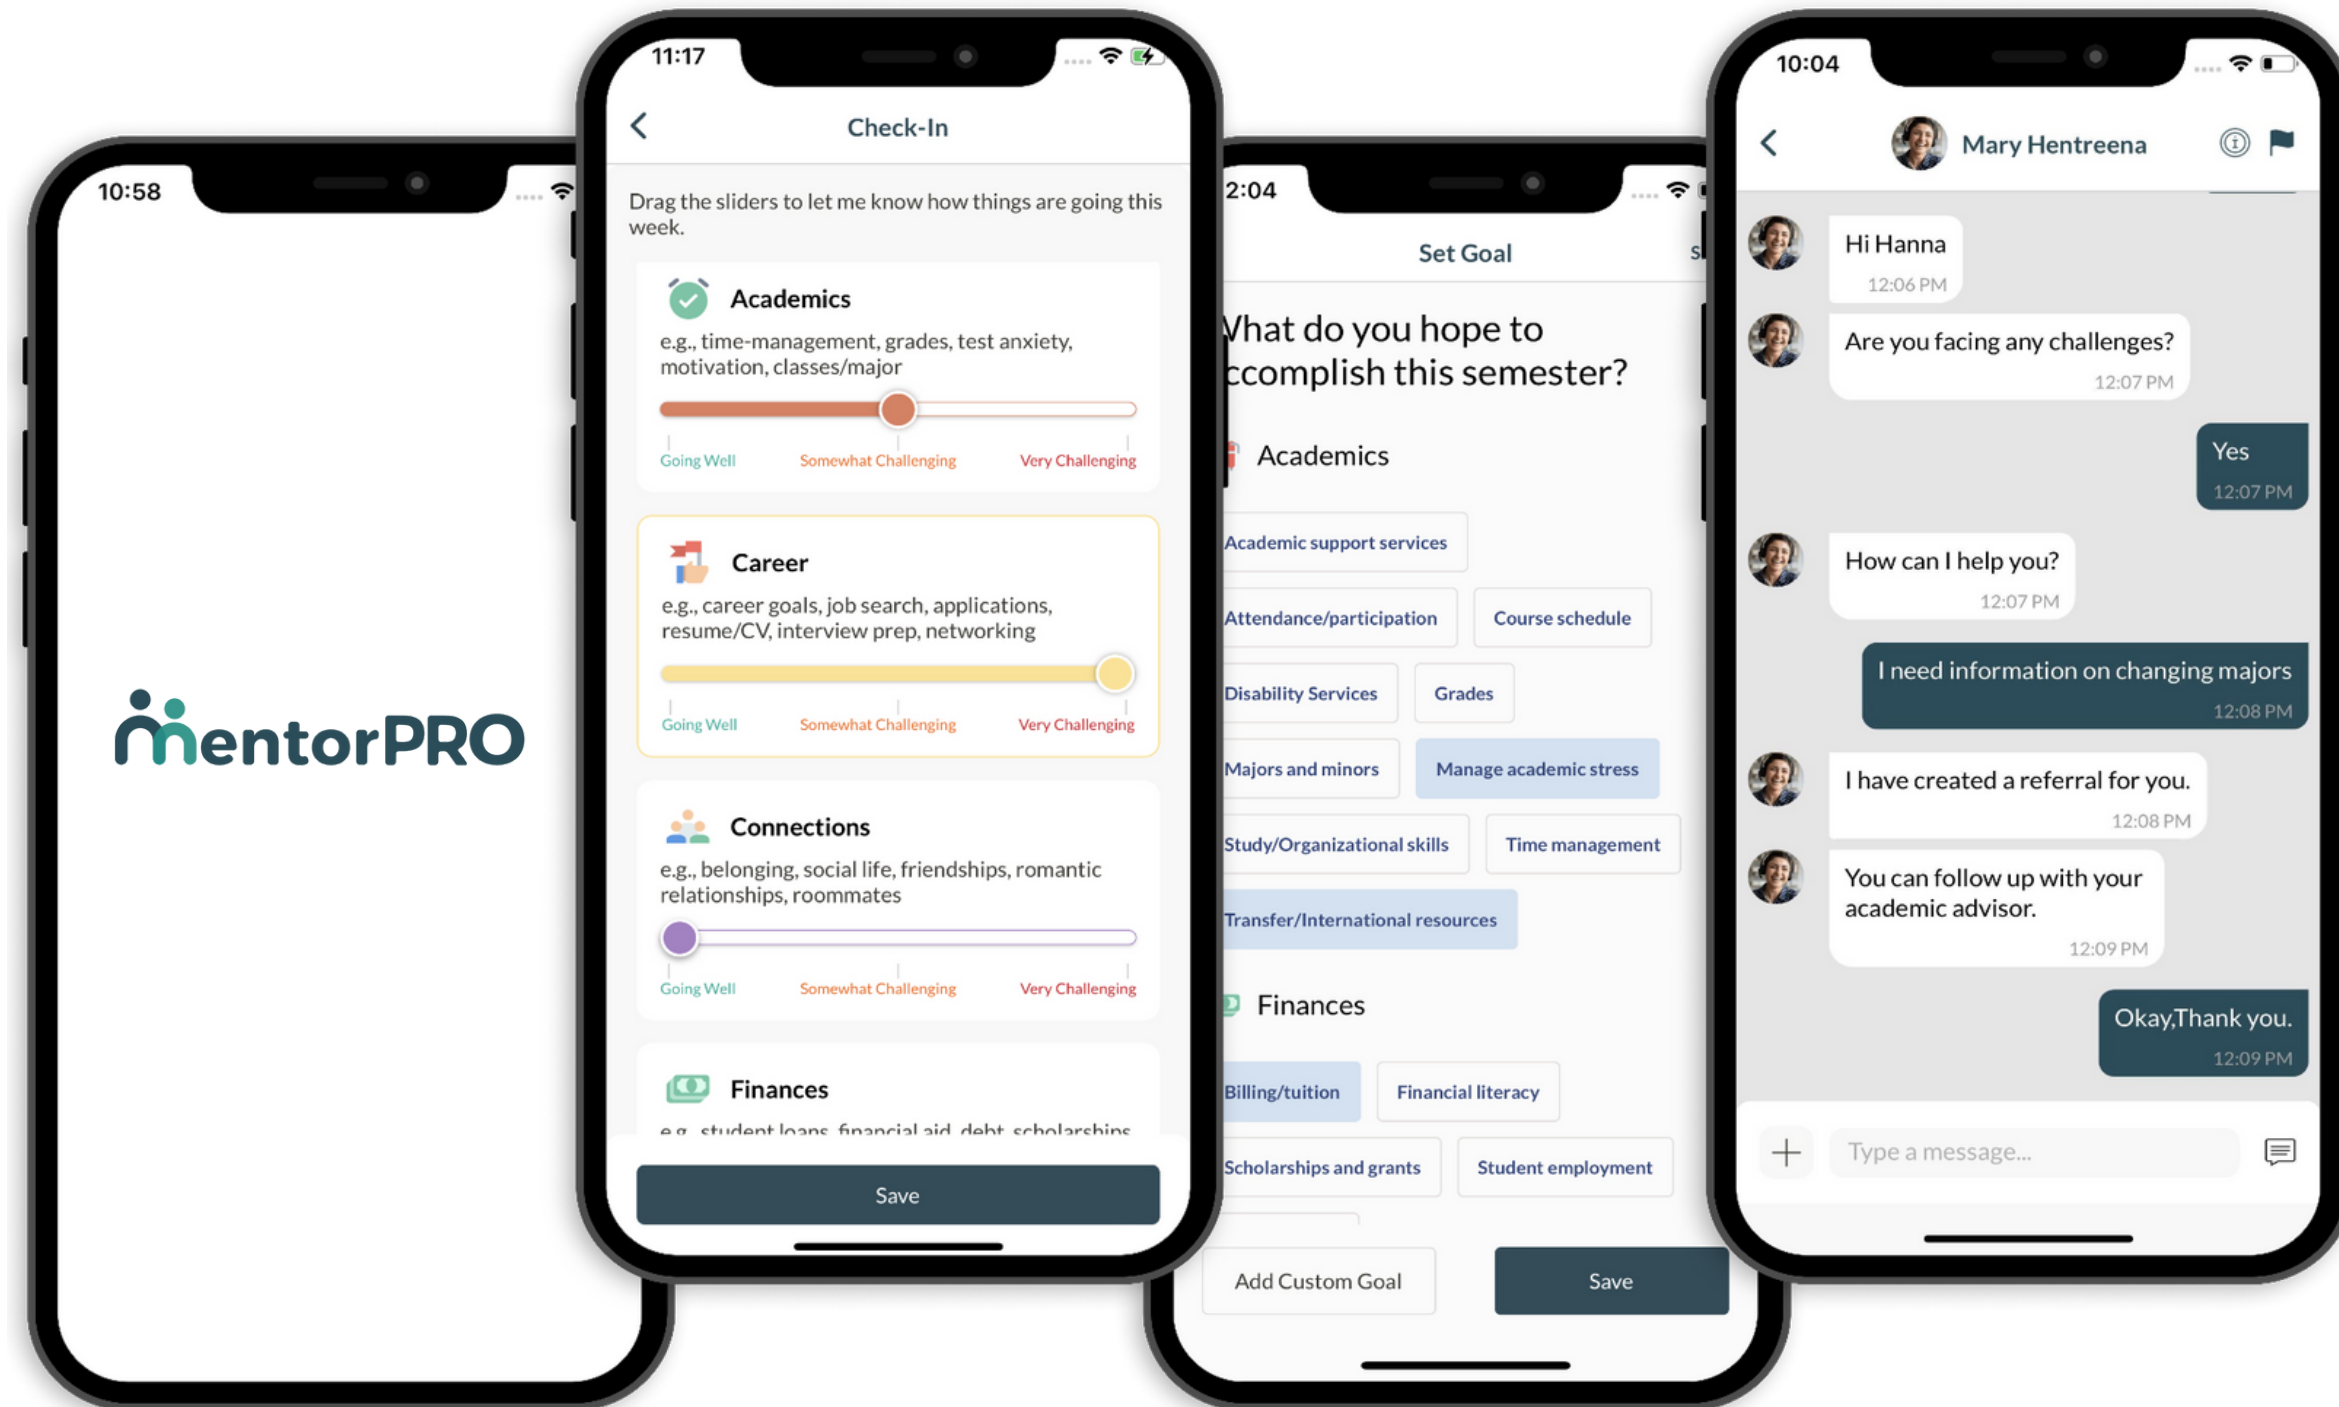 10:58
mentorPRO
11:17
Check-In
Drag the sliders to let me know how things are going this
week.
Academics
e.g., time-management, grades, test anxiety,
motivation, classes/major
Going Well Somewhat Challenging Very Challenging
Career
e.g., career goals, job search, applications,
resume/CV, interview prep, networking
Going Well Somewhat Challenging Very Challenging
Connections
e.g., belonging, social life, friendships, romantic
relationships, roommates
Going Well Somewhat Challenging Very Challenging
Finances
e.g., student loans, financial aid, debt, scholarships
Save
2:04
Set Goal
What do you hope to
accomplish this semester?
Academics
Academic support services
Attendance/participation Course schedule
Disability Services Grades
Majors and minors Manage academic stress
Study/Organizational skills Time management
Transfer/International resources
Finances
Billing/tuition Financial literacy
Scholarships and grants Student employment
Add Custom Goal Save
10:04
Mary Hentreena
Hi Hanna
12:06 PM
Are you facing any challenges?
12:07 PM
Yes
12:07 PM
How can I help you?
12:07 PM
I need information on changing majors
12:08 PM
I have created a referral for you.
12:08 PM
You can follow up with your
academic advisor.
12:09 PM
Okay,Thank you.
12:09 PM
Type a message...